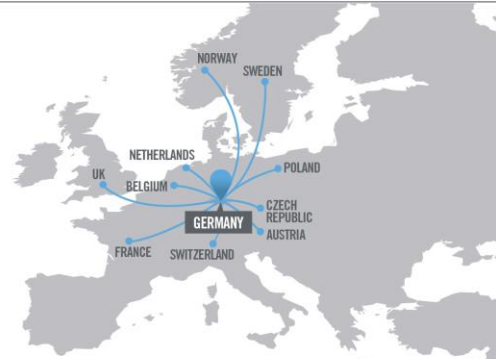 NORWAY
SWEDEN
NETHERLANDS
POLAND
UK
BELGIUM
CZECH
REPUBLIC
GERMANY
AUSTRIA
FRANCE
SWITZERLAND